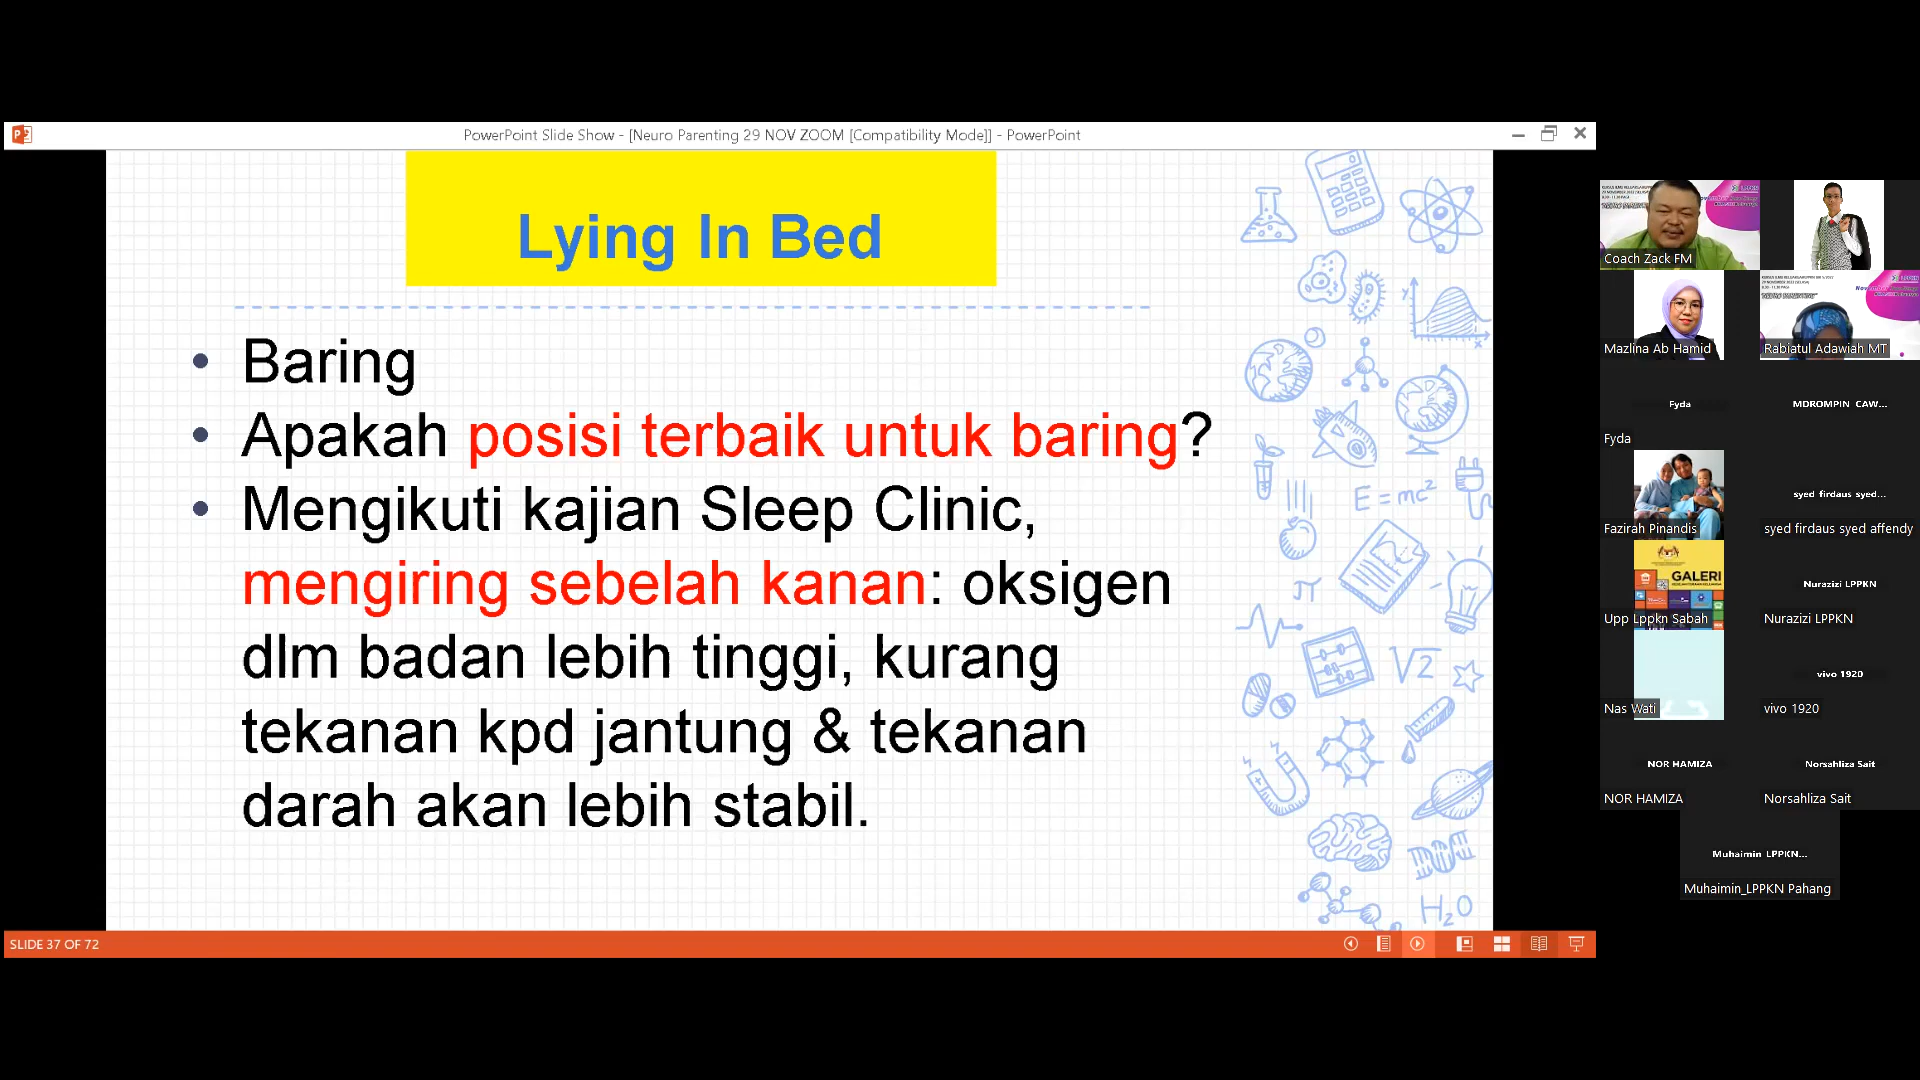 PowerPoint Slide Show - [Neuro Parenting 29 NOV ZOOM [Compatibility Mode]] - PowerPoint
Lying In Bed
• Baring
• Apakah posisi terbaik untuk baring?
• Mengikuti kajian Sleep Clinic,
mengiring sebelah kanan: oksigen
dlm badan lebih tinggi, kurang
tekanan kpd jantung & tekanan
darah akan lebih stabil.
E=mc²
π
√2
H₂O
SLIDE 37 OF 72
Coach Zack FM
Mazlina Ab Hamid
Rabiatul Adawiah MT
Fyda
MDROMPIN CAW...
Fyda
Fazirah Pinandis
syed firdaus syed...
syed firdaus syed affendy
GALERI
Upp Lppkn Sabah
Nurazizi LPPKN
Nurazizi LPPKN
Nas Wati
vivo 1920
vivo 1920
NOR HAMIZA
NOR HAMIZA
Norsahliza Sait
Norsahliza Sait
Muhaimin LPPKN...
Muhaimin_LPPKN Pahang